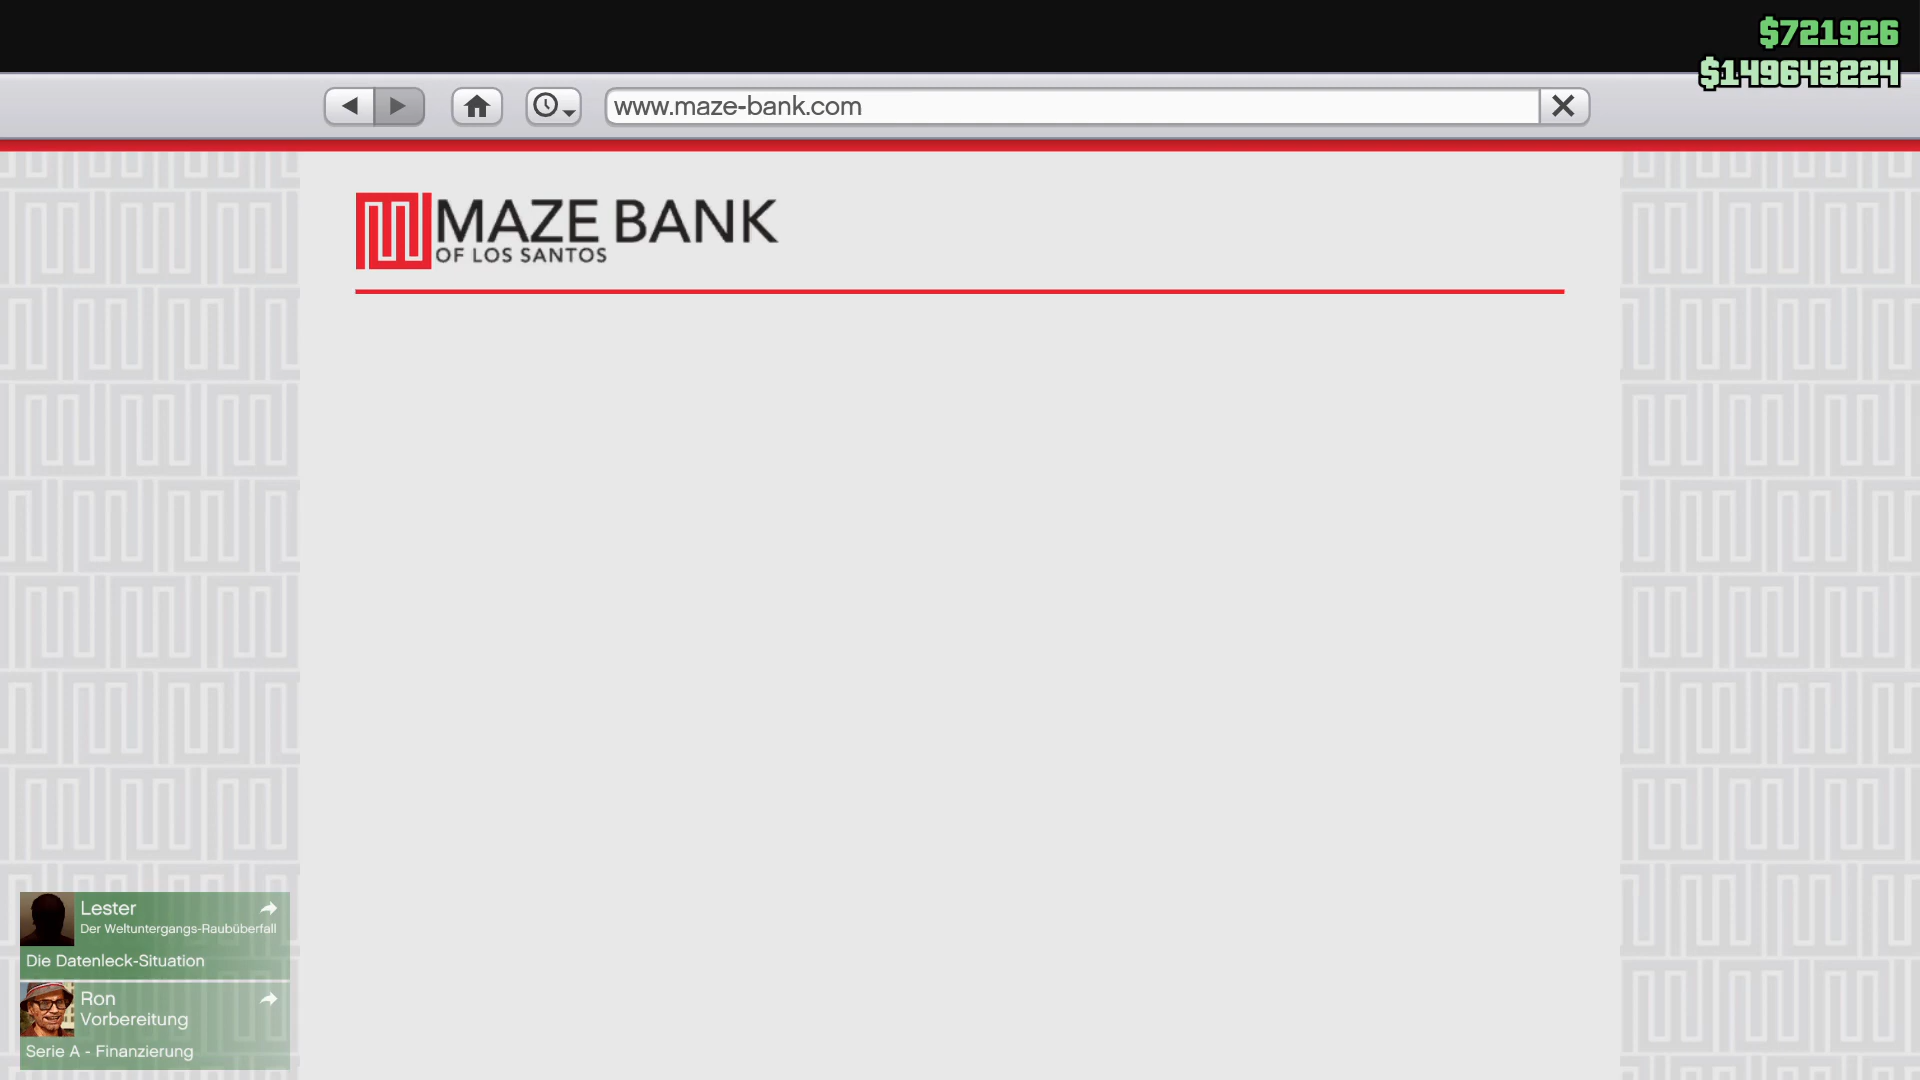 $721926
$149643224
www.maze-bank.com
MAZE BANK
OF LOS SANTOS
Lester
Der Weltuntergangs-Raubüberfall
Die Datenleck-Situation
Ron
Vorbereitung
Serie A - Finanzierung